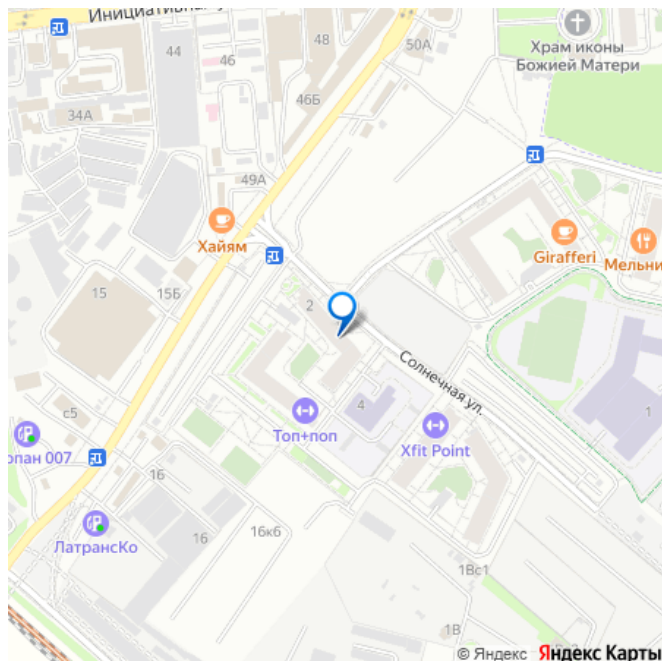 Инициативная у
44
46
48
50А
Храм иконы
Божией Матери
46Б
34А
49А
Хайям
Girafferi
Мельни
15
15Б
2
Солнечная ул.
1
с5
4
Топ+поп
Xfit Point
опан 007
16
16
16к6
ЛатрансКо
1Вс1
1В
© Яндекс Яндекс Карты